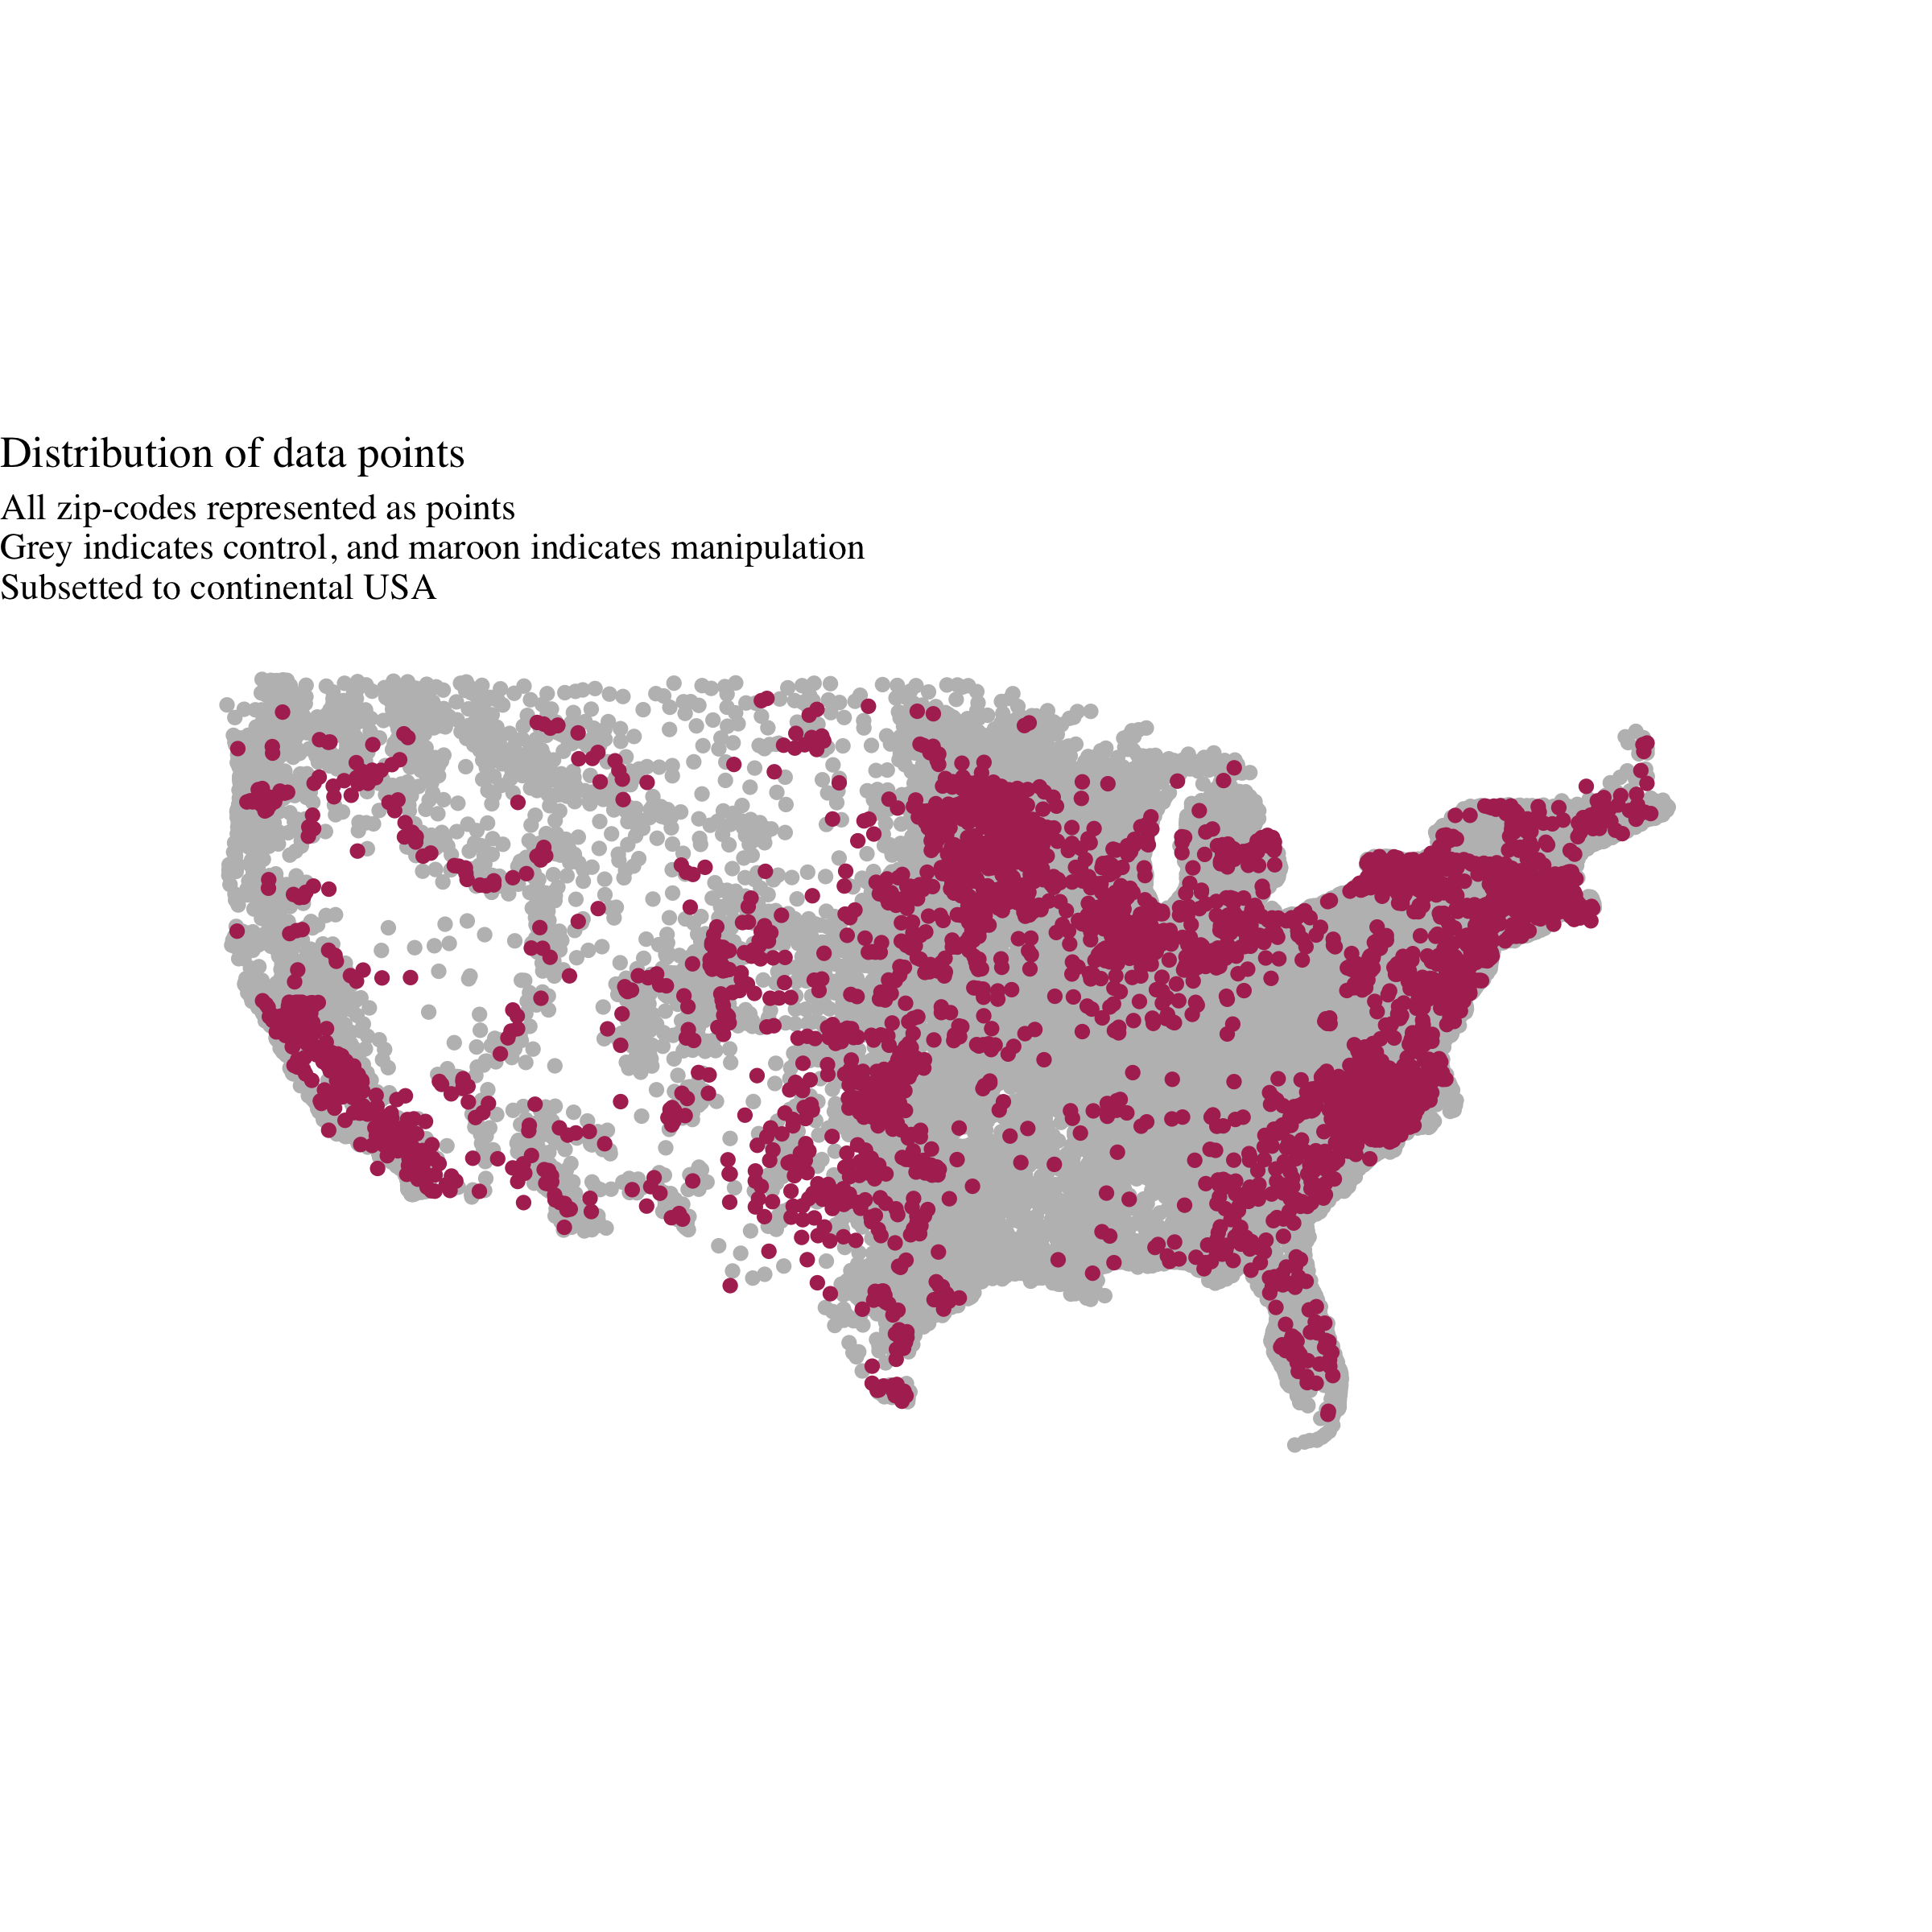 Distribution of data points
All zip-codes represented as points
Grey indicates control, and maroon indicates manipulation
Subsetted to continental USA